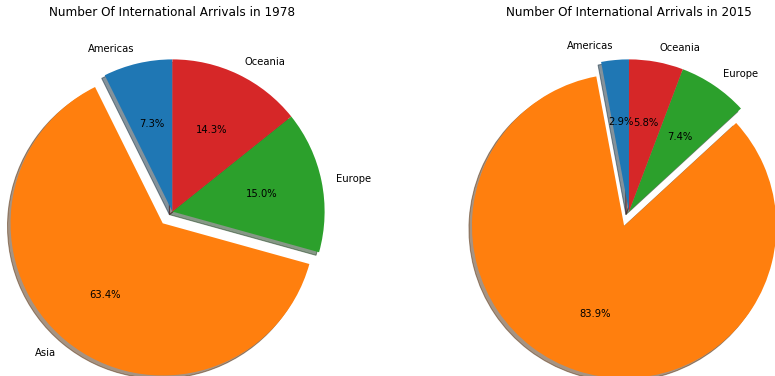 Number Of International Arrivals in 1978
Americas
Oceania
7.3%
14.3%
Europe
15.0%
63.4%
Asia
Number Of International Arrivals in 2015
Americas
Oceania
Europe
2.9%
5.8%
7.4%
83.9%